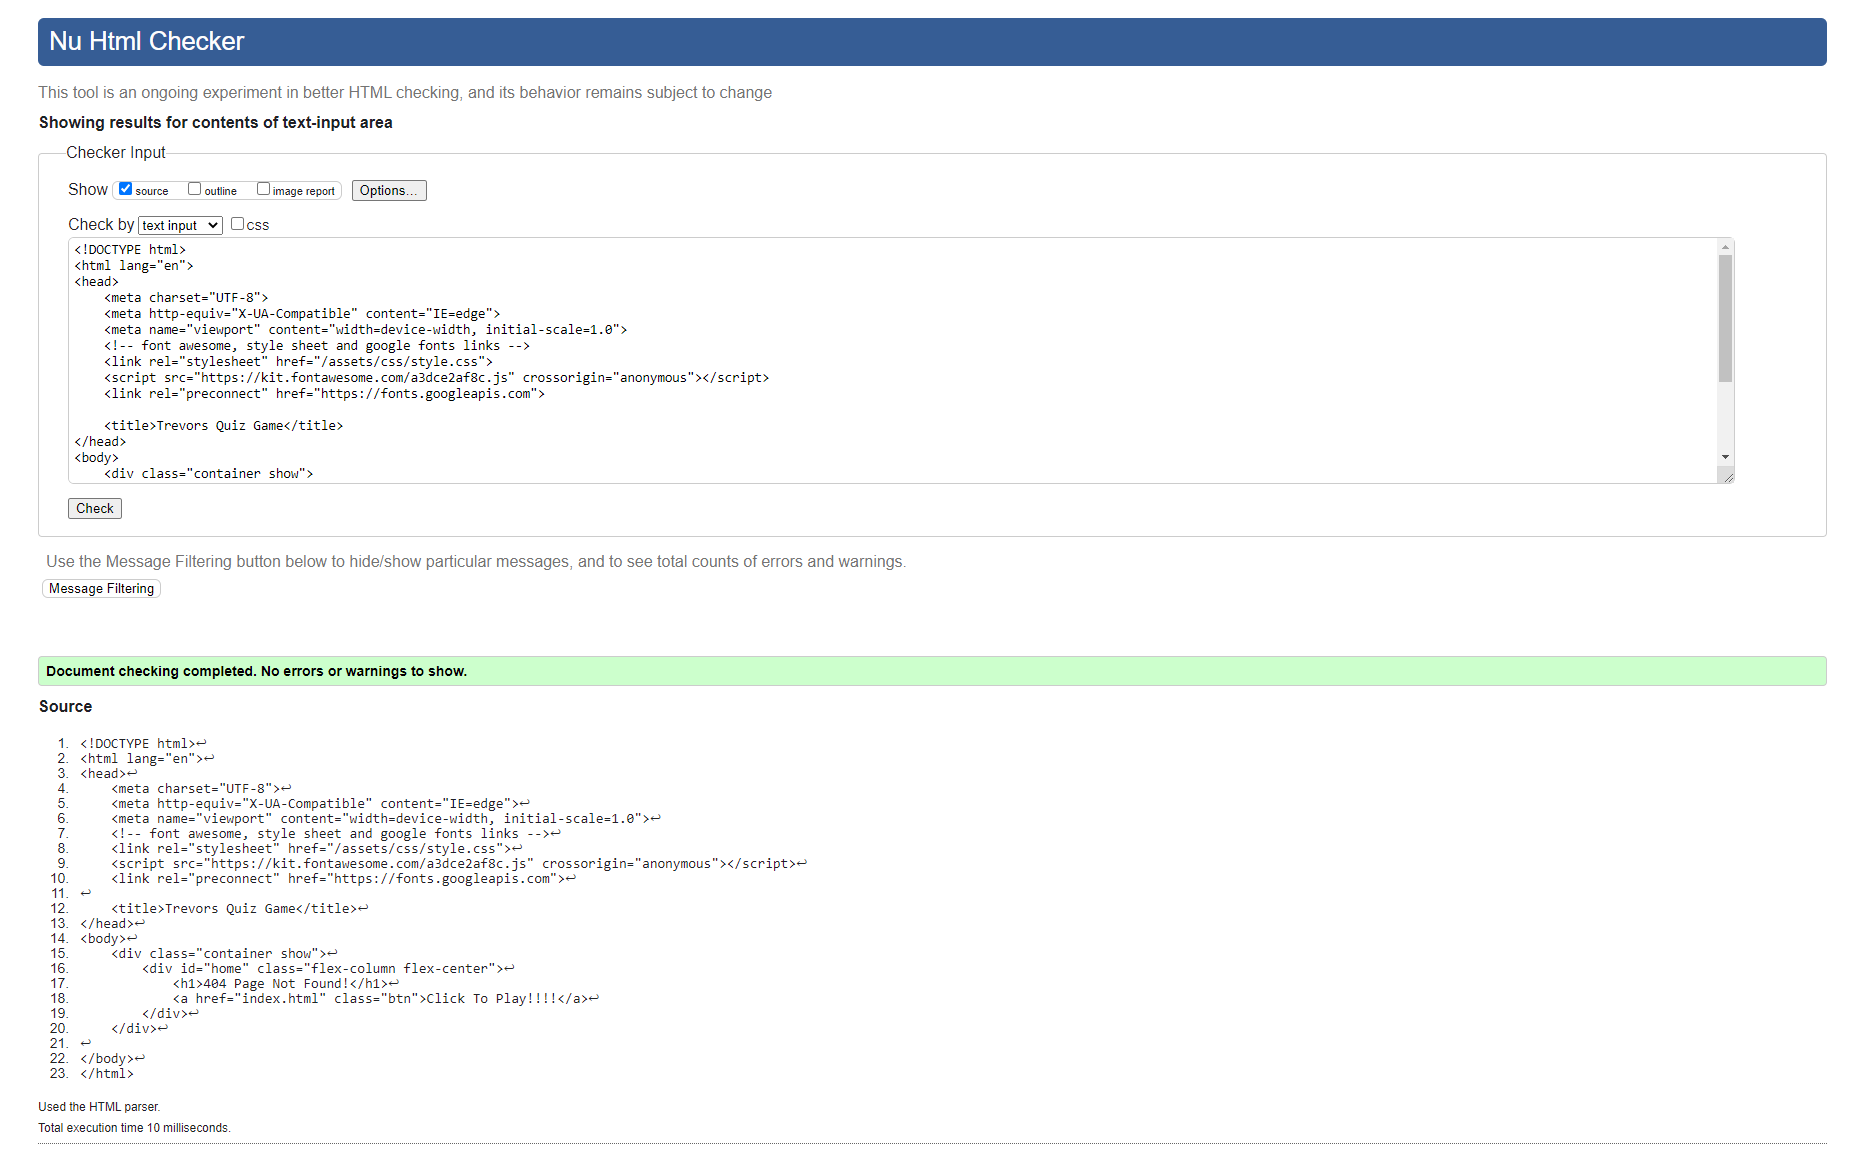 Nu Html Checker
This tool is an ongoing experiment in better HTML checking, and its behavior remains subject to change
Showing results for contents of text-input area
Checker Input
Show source outline image report Options...
Check by text input css
<!DOCTYPE html>
<html lang="en">
<head>
    <meta charset="UTF-8">
    <meta http-equiv="X-UA-Compatible" content="IE=edge">
    <meta name="viewport" content="width=device-width, initial-scale=1.0">
    <!-- font awesome, style sheet and google fonts links -->
    <link rel="stylesheet" href="/assets/css/style.css">
    <script src="https://kit.fontawesome.com/a3dce2af8c.js" crossorigin="anonymous"></script>
    <link rel="preconnect" href="https://fonts.googleapis.com">
    <title>Trevors Quiz Game</title>
</head>
<body>
    <div class="container show">
Check
Use the Message Filtering button below to hide/show particular messages, and to see total counts of errors and warnings.
Message Filtering
Document checking completed. No errors or warnings to show.
Source
1. <!DOCTYPE html>↩
2. <html lang="en">↩
3. <head>↩
4.     <meta charset="UTF-8">↩
5.     <meta http-equiv="X-UA-Compatible" content="IE=edge">↩
6.     <meta name="viewport" content="width=device-width, initial-scale=1.0">↩
7.     <!-- font awesome, style sheet and google fonts links -->↩
8.     <link rel="stylesheet" href="/assets/css/style.css">↩
9.     <script src="https://kit.fontawesome.com/a3dce2af8c.js" crossorigin="anonymous"></script>↩
10.     <link rel="preconnect" href="https://fonts.googleapis.com">↩
11. ↩
12.     <title>Trevors Quiz Game</title>↩
13. </head>↩
14. <body>↩
15.     <div class="container show">↩
16.         <div id="home" class="flex-column flex-center">↩
17.             <h1>404 Page Not Found!</h1>↩
18.             <a href="index.html" class="btn">Click To Play!!!!</a>↩
19.         </div>↩
20.     </div>↩
21. ↩
22. </body>↩
23. </html>
Used the HTML parser.
Total execution time 10 milliseconds.